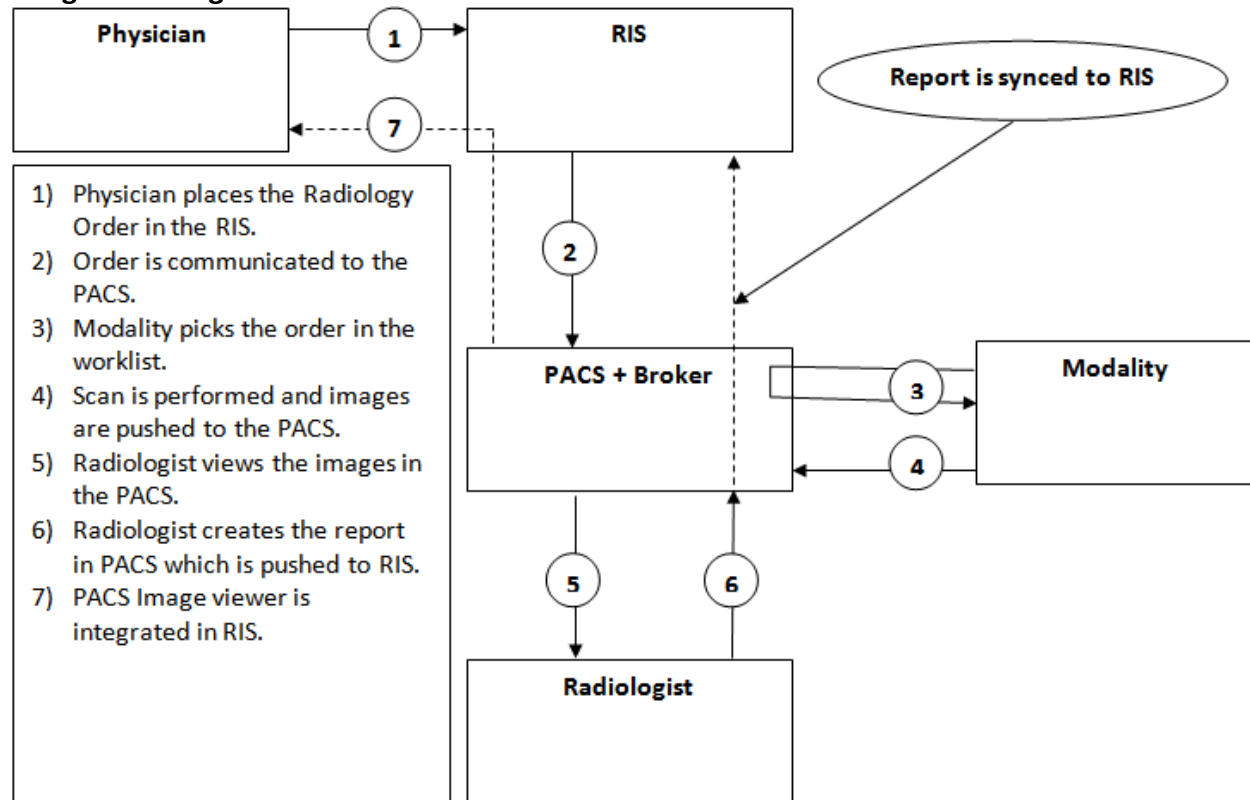 Physician
1
RIS
Report is synced to RIS
7
1) Physician places the Radiology
Order in the RIS.
2) Order is communicated to the
PACS.
3) Modality picks the order in the
worklist.
4) Scan is performed and images
are pushed to the PACS.
5) Radiologist views the images in
the PACS.
6) Radiologist creates the report
in PACS which is pushed to RIS.
7) PACS Image viewer is
integrated in RIS.
2
PACS + Broker
3
Modality
4
5
6
Radiologist